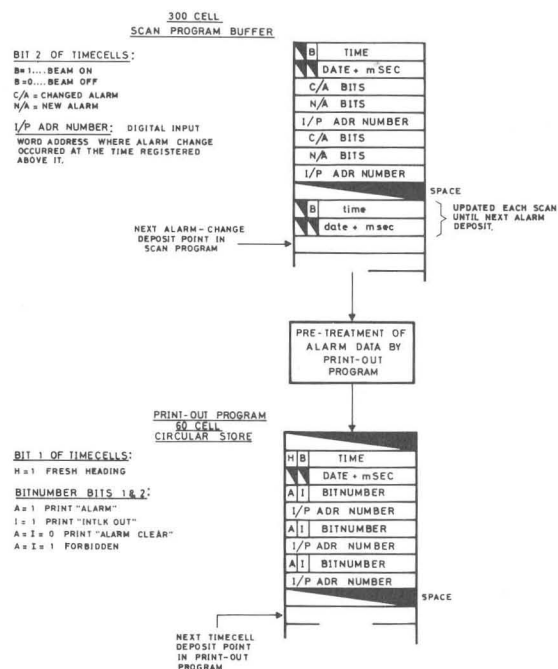 300 CELL
SCAN PROGRAM BUFFER
BIT 2 OF TIMECELLS:
B=1....BEAM ON
B=0....BEAM OFF
C/A = CHANGED ALARM
N/A = NEW ALARM
I/P ADR NUMBER: DIGITAL INPUT
WORD ADDRESS WHERE ALARM CHANGE
OCCURRED AT THE TIME REGISTERED
ABOVE IT.
B TIME
DATE + mSEC
C/A BITS
N/A BITS
I/P ADR NUMBER
C/A BITS
N/A BITS
I/P ADR NUMBER
SPACE
B time
date + msec
UPDATED EACH SCAN
UNTIL NEXT ALARM
DEPOSIT.
NEXT ALARM-CHANGE
DEPOSIT POINT IN
SCAN PROGRAM
PRE-TREATMENT OF
ALARM DATA BY
PRINT-OUT
PROGRAM
PRINT-OUT PROGRAM
60 CELL
CIRCULAR STORE
BIT 1 OF TIMECELLS:
H=1 FRESH HEADING
BITNUMBER BITS 1&2:
A=1 PRINT "ALARM"
I=1 PRINT "INTLK OUT"
A=I=0 PRINT "ALARM CLEAR"
A=I=1 FORBIDDEN
H B TIME
DATE + mSEC
A I BITNUMBER
I/P ADR NUMBER
A I BITNUMBER
I/P ADR NUMBER
A I BITNUMBER
I/P ADR NUMBER
SPACE
NEXT TIMECELL
DEPOSIT POINT
IN PRINT-OUT
PROGRAM